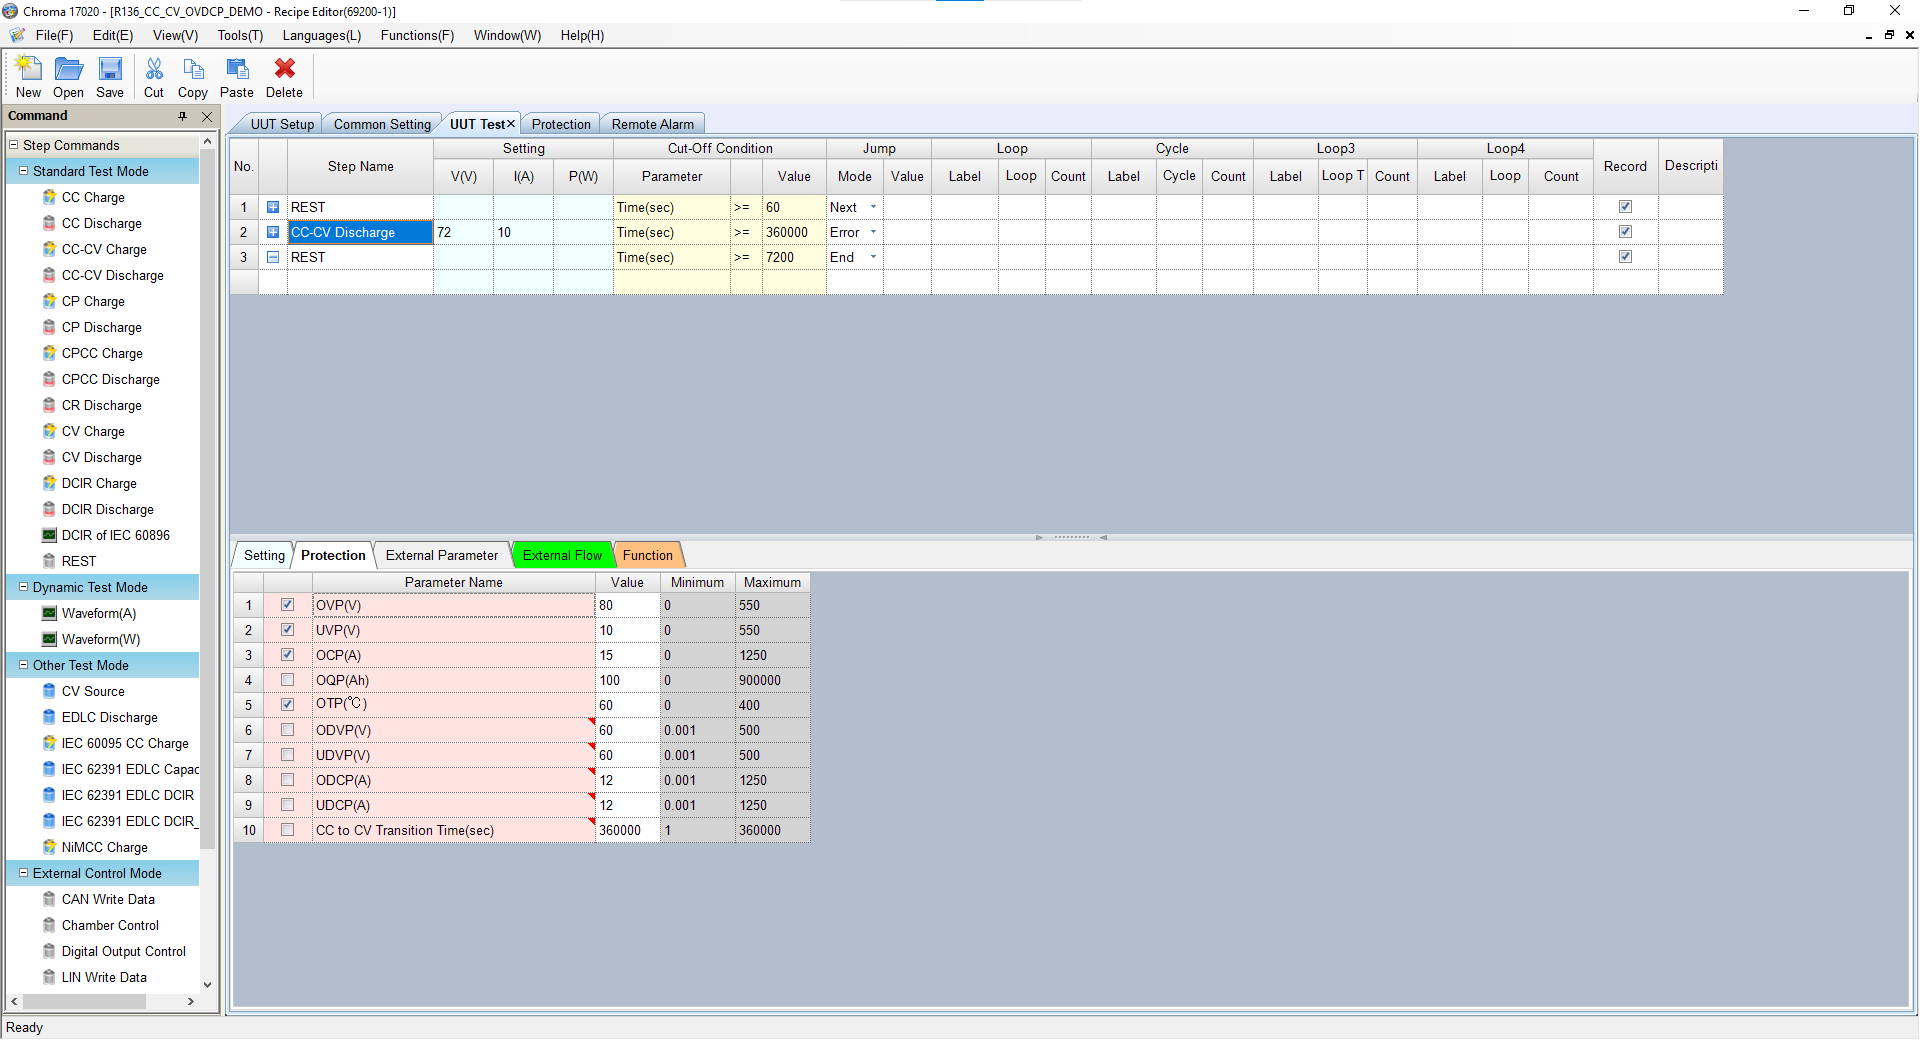 Chroma 17020 - [R136_CC_CV_OVDCP_DEMO - Recipe Editor(69200-1)]
File(F) Edit(E) View(V) Tools(T) Languages(L) Functions(F) Window(W) Help(H)
New Open Save Cut Copy Paste Delete
Command
Step Commands
Standard Test Mode
CC Charge
CC Discharge
CC-CV Charge
CC-CV Discharge
CP Charge
CP Discharge
CPCC Charge
CPCC Discharge
CR Discharge
CV Charge
CV Discharge
DCIR Charge
DCIR Discharge
DCIR of IEC 60896
REST
Dynamic Test Mode
Waveform(A)
Waveform(W)
Other Test Mode
CV Source
EDLC Discharge
IEC 60095 CC Charge
IEC 62391 EDLC Capac
IEC 62391 EDLC DCIR
IEC 62391 EDLC DCIR_
NiMCC Charge
External Control Mode
CAN Write Data
Chamber Control
Digital Output Control
LIN Write Data
UUT Setup Common Setting UUT Test Protection Remote Alarm
No. Step Name Setting Cut-Off Condition Jump Loop Cycle Loop3 Loop4 Record Descripti
V(V) I(A) P(W) Parameter Value Mode Value Label Loop Count Label Cycle Count Label Loop T Count Label Loop Count
1 REST Time(sec) >= 60 Next
2 CC-CV Discharge 72 10 Time(sec) >= 360000 Error
3 REST Time(sec) >= 7200 End
Setting Protection External Parameter External Flow Function
Parameter Name Value Minimum Maximum
1 OVP(V) 80 0 550
2 UVP(V) 10 0 550
3 OCP(A) 15 0 1250
4 OQP(Ah) 100 0 900000
5 OTP(℃) 60 0 400
6 ODVP(V) 60 0.001 500
7 UDVP(V) 60 0.001 500
8 ODCP(A) 12 0.001 1250
9 UDCP(A) 12 0.001 1250
10 CC to CV Transition Time(sec) 360000 1 360000
Ready